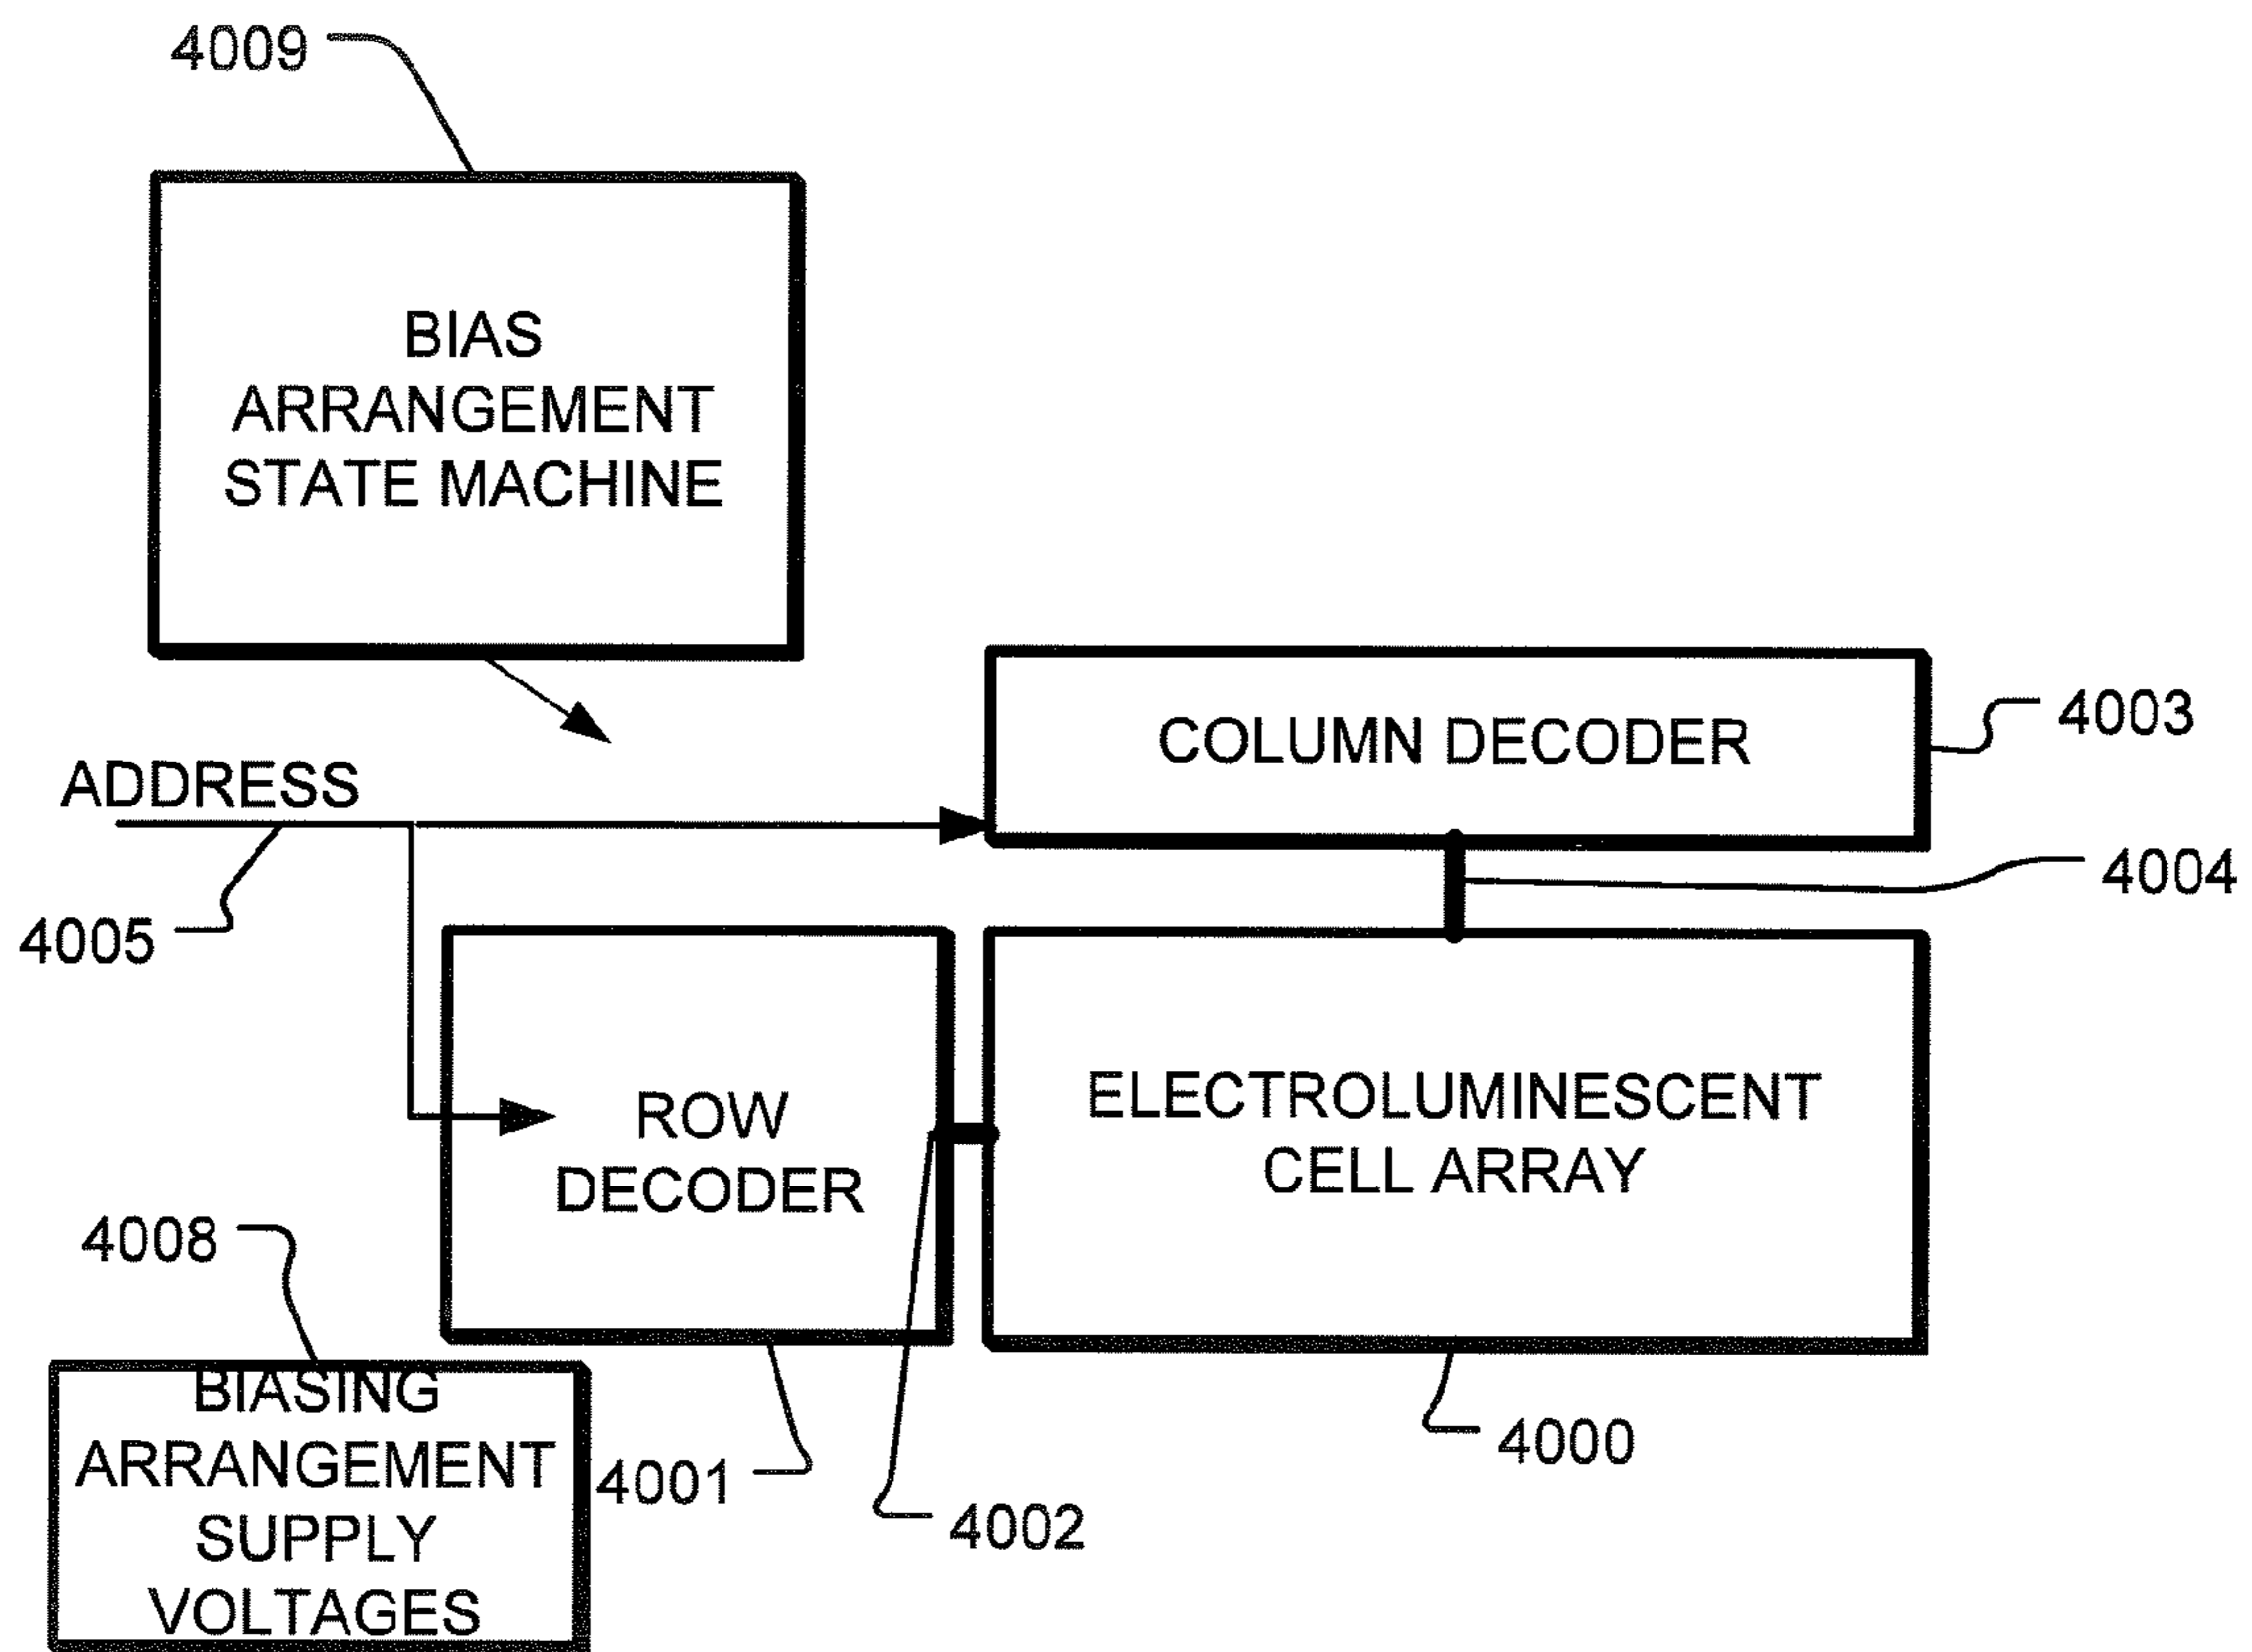 4009
BIAS
ARRANGEMENT
STATE MACHINE
COLUMN DECODER
4003
ADDRESS
4004
4005
ROW
DECODER
ELECTROLUMINESCENT
CELL ARRAY
4008
BIASING
ARRANGEMENT
SUPPLY
VOLTAGES
4001
4002
4000